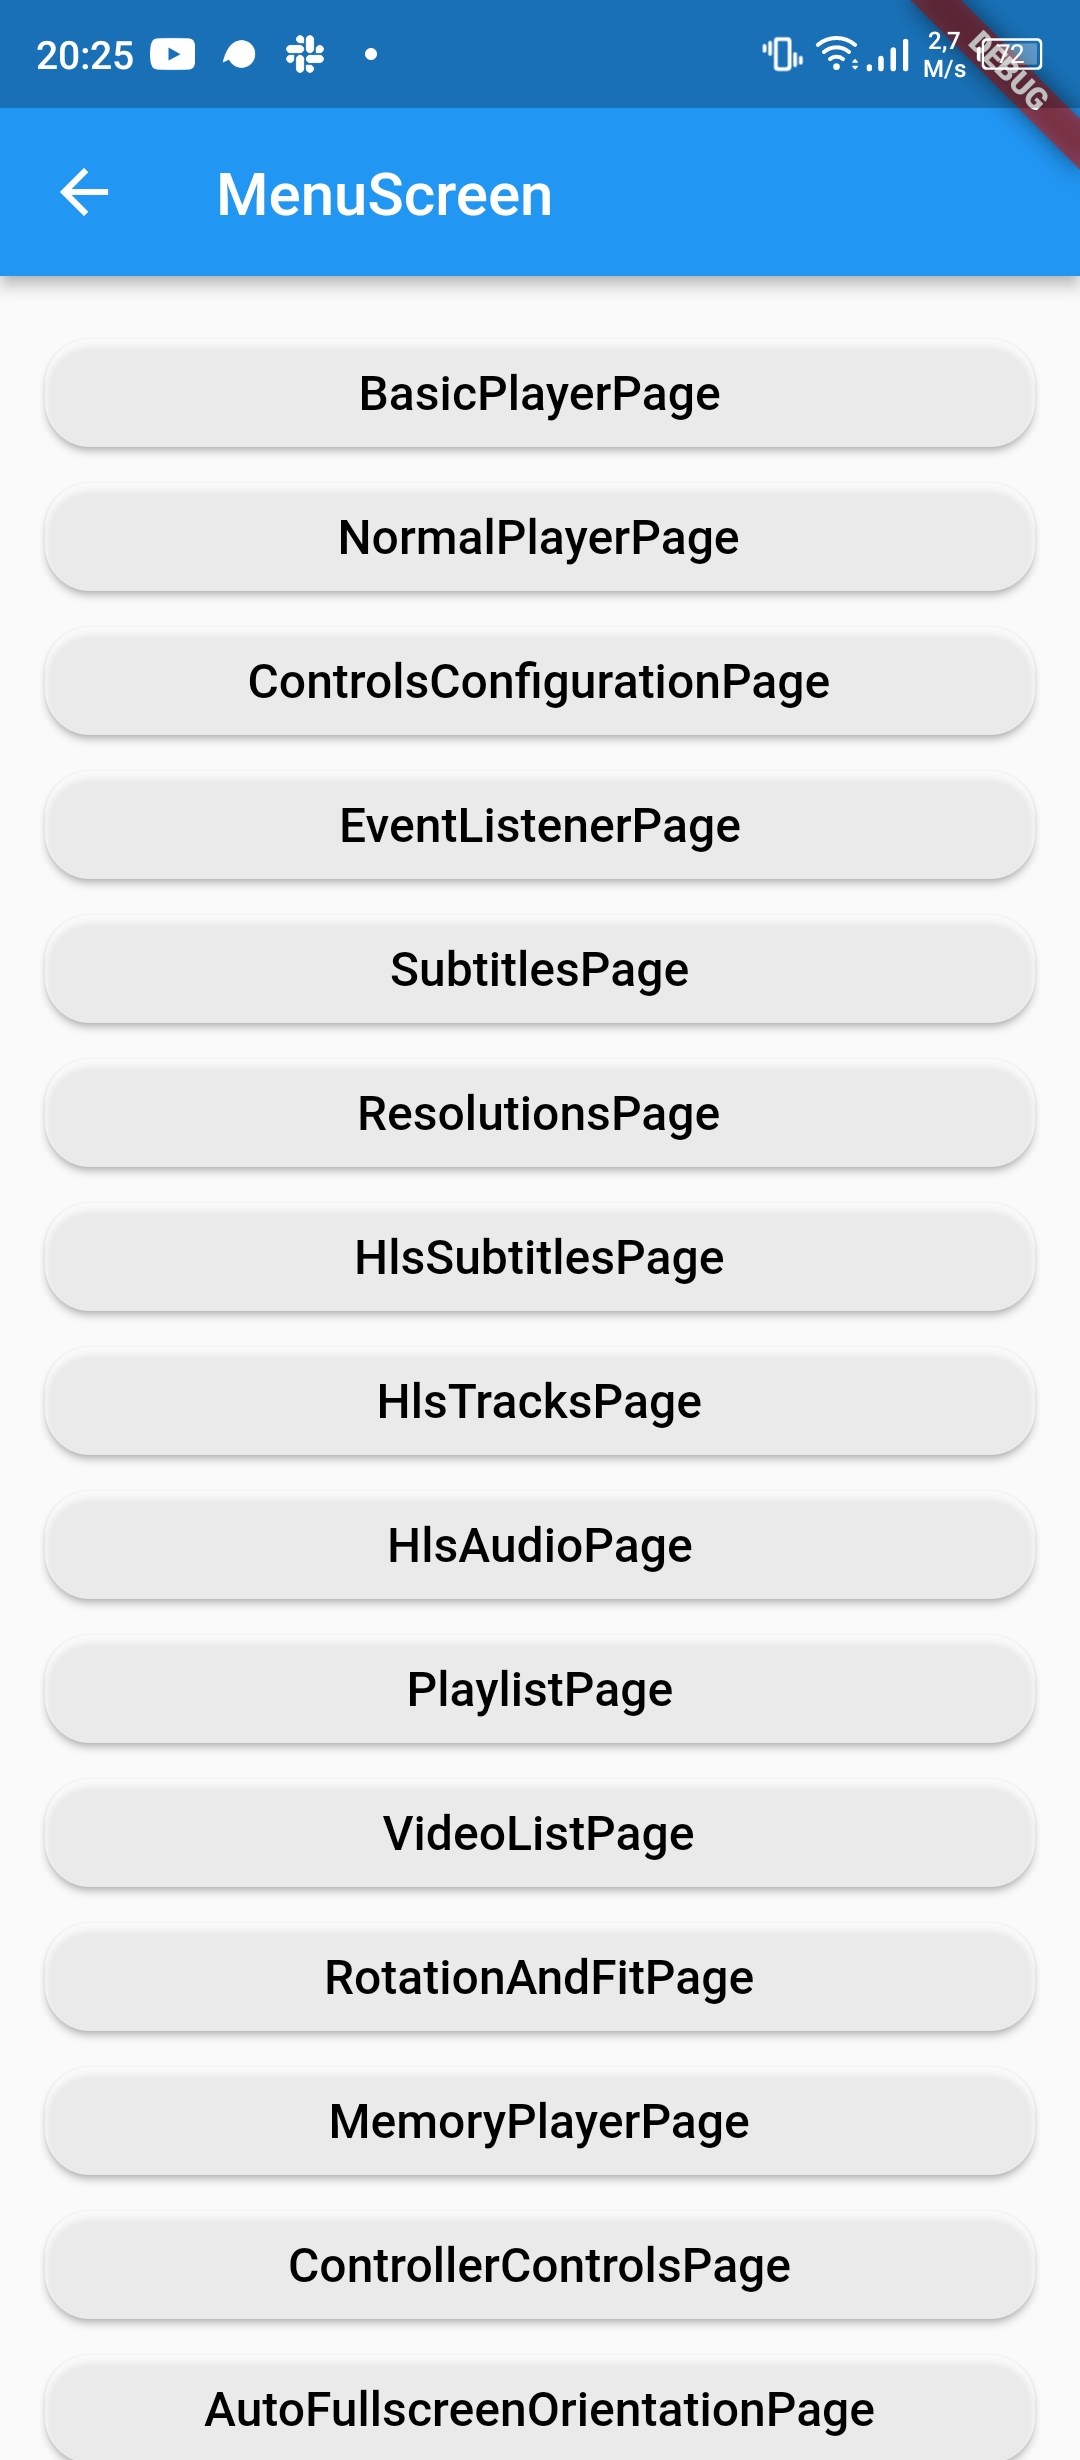 20:25
2,7
M/s
72
DEBUG
MenuScreen
BasicPlayerPage
NormalPlayerPage
ControlsConfigurationPage
EventListenerPage
SubtitlesPage
ResolutionsPage
HlsSubtitlesPage
HlsTracksPage
HlsAudioPage
PlaylistPage
VideoListPage
RotationAndFitPage
MemoryPlayerPage
ControllerControlsPage
AutoFullscreenOrientationPage